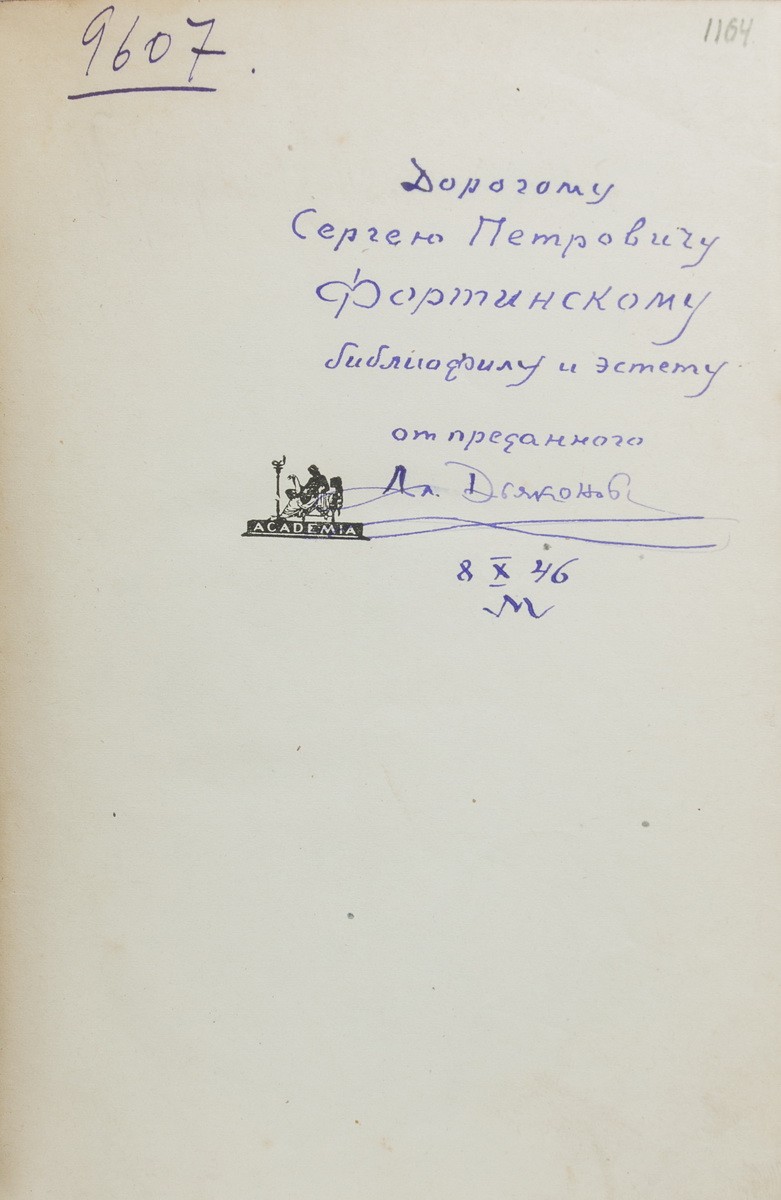 9607.
1164
Дорогому
Сергею Петровичу
Фортинскому
библиофилу и эстету
от преданного
Ал. Дьяконов
ACADEMIA
8 X 46
М